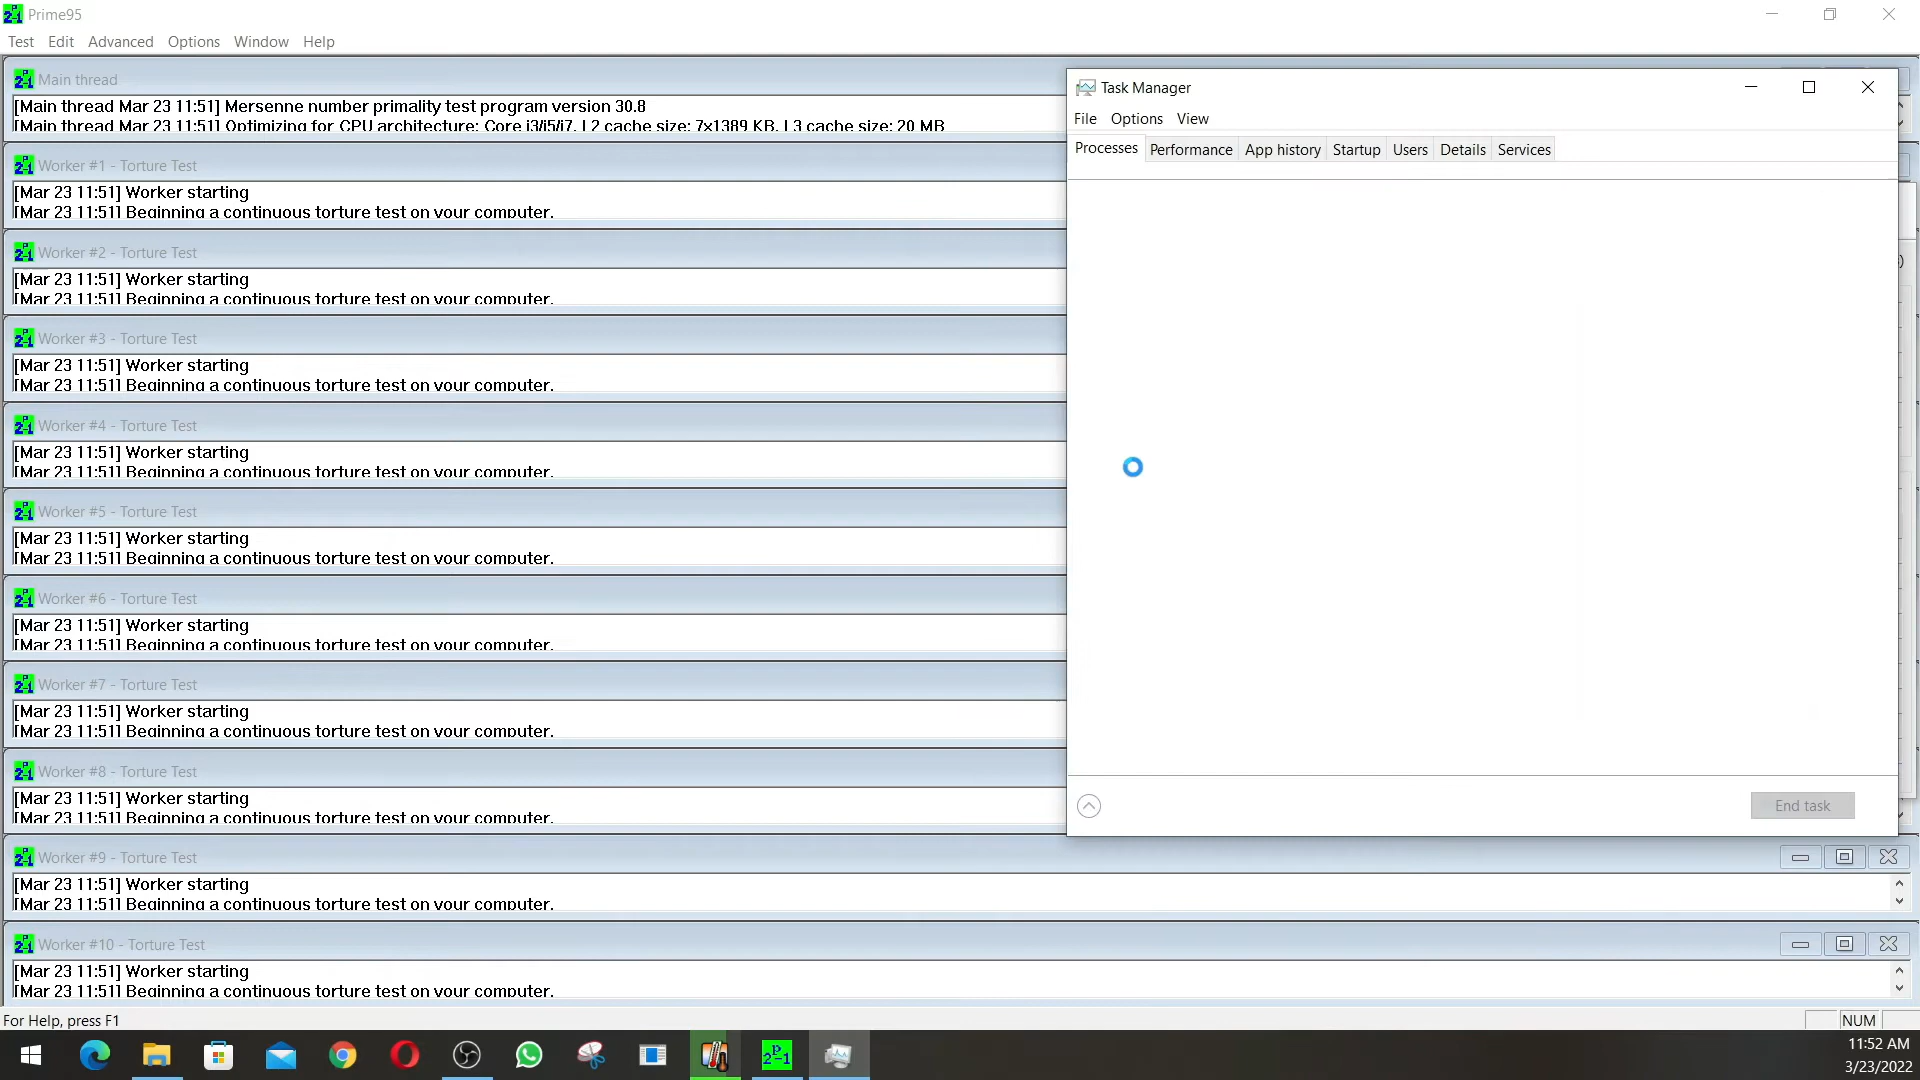 Prime95
Test Edit Advanced Options Window Help
Main thread
[Main thread Mar 23 11:51] Mersenne number primality test program version 30.8
[Main thread Mar 23 11:51] Optimizing for CPU architecture: Core i3/i5/i7, L2 cache size: 7x1389 KB, L3 cache size: 20 MB
Worker #1 - Torture Test
[Mar 23 11:51] Worker starting
[Mar 23 11:51] Beginning a continuous torture test on your computer.
Worker #2 - Torture Test
[Mar 23 11:51] Worker starting
[Mar 23 11:51] Beginning a continuous torture test on your computer.
Worker #3 - Torture Test
[Mar 23 11:51] Worker starting
[Mar 23 11:51] Beginning a continuous torture test on your computer.
Worker #4 - Torture Test
[Mar 23 11:51] Worker starting
[Mar 23 11:51] Beginning a continuous torture test on your computer.
Worker #5 - Torture Test
[Mar 23 11:51] Worker starting
[Mar 23 11:51] Beginning a continuous torture test on your computer.
Worker #6 - Torture Test
[Mar 23 11:51] Worker starting
[Mar 23 11:51] Beginning a continuous torture test on your computer.
Worker #7 - Torture Test
[Mar 23 11:51] Worker starting
[Mar 23 11:51] Beginning a continuous torture test on your computer.
Worker #8 - Torture Test
[Mar 23 11:51] Worker starting
[Mar 23 11:51] Beginning a continuous torture test on your computer.
Worker #9 - Torture Test
[Mar 23 11:51] Worker starting
[Mar 23 11:51] Beginning a continuous torture test on your computer.
Worker #10 - Torture Test
[Mar 23 11:51] Worker starting
[Mar 23 11:51] Beginning a continuous torture test on your computer.
Task Manager
File Options View
Processes Performance App history Startup Users Details Services
End task
For Help, press F1
NUM
11:52 AM
3/23/2022